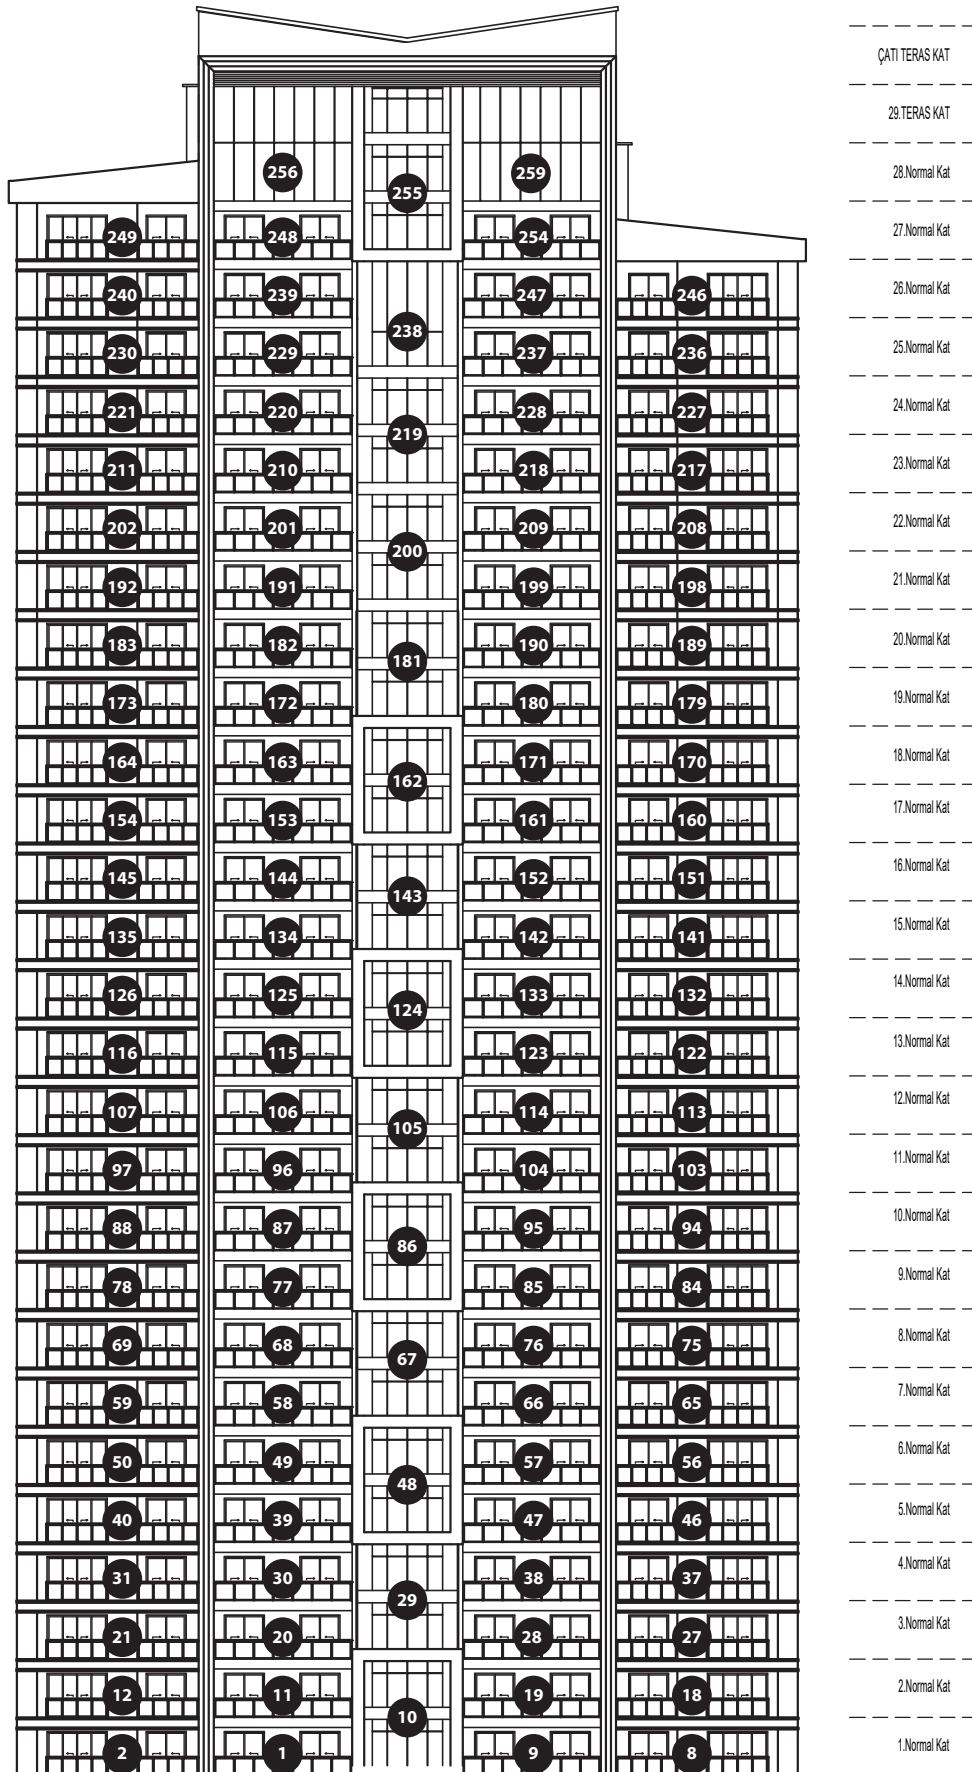 ÇATI TERAS KAT
29.TERAS KAT
256 259 28.Normal Kat
255
249 248 254 27.Normal Kat
240 239 247 246 26.Normal Kat
238
230 229 237 236 25.Normal Kat
221 220 228 227 24.Normal Kat
219
211 210 218 217 23.Normal Kat
202 201 209 208 22.Normal Kat
200
192 191 199 198 21.Normal Kat
183 182 190 189 20.Normal Kat
181
173 172 180 179 19.Normal Kat
164 163 171 170 18.Normal Kat
162
154 153 161 160 17.Normal Kat
145 144 152 151 16.Normal Kat
143
135 134 142 141 15.Normal Kat
126 125 133 132 14.Normal Kat
124
116 115 123 122 13.Normal Kat
107 106 114 113 12.Normal Kat
105
97 96 104 103 11.Normal Kat
88 87 95 94 10.Normal Kat
86
78 77 85 84 9.Normal Kat
69 68 76 75 8.Normal Kat
67
59 58 66 65 7.Normal Kat
50 49 57 56 6.Normal Kat
48
40 39 47 46 5.Normal Kat
31 30 38 37 4.Normal Kat
29
21 20 28 27 3.Normal Kat
12 11 19 18 2.Normal Kat
10
2 1 9 8 1.Normal Kat